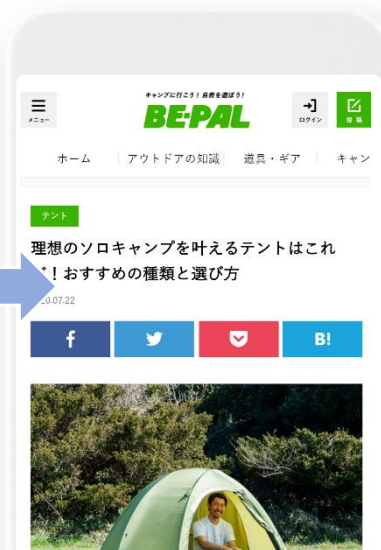 キャンプに行こう！自然を遊ぼう！
BE-PAL
メニュー
ログイン
投稿
ホーム
アウトドアの知識
道具・ギア
キャン
テント
理想のソロキャンプを叶えるテントはこれ
！おすすめの種類と選び方
0.07.22
f
B!